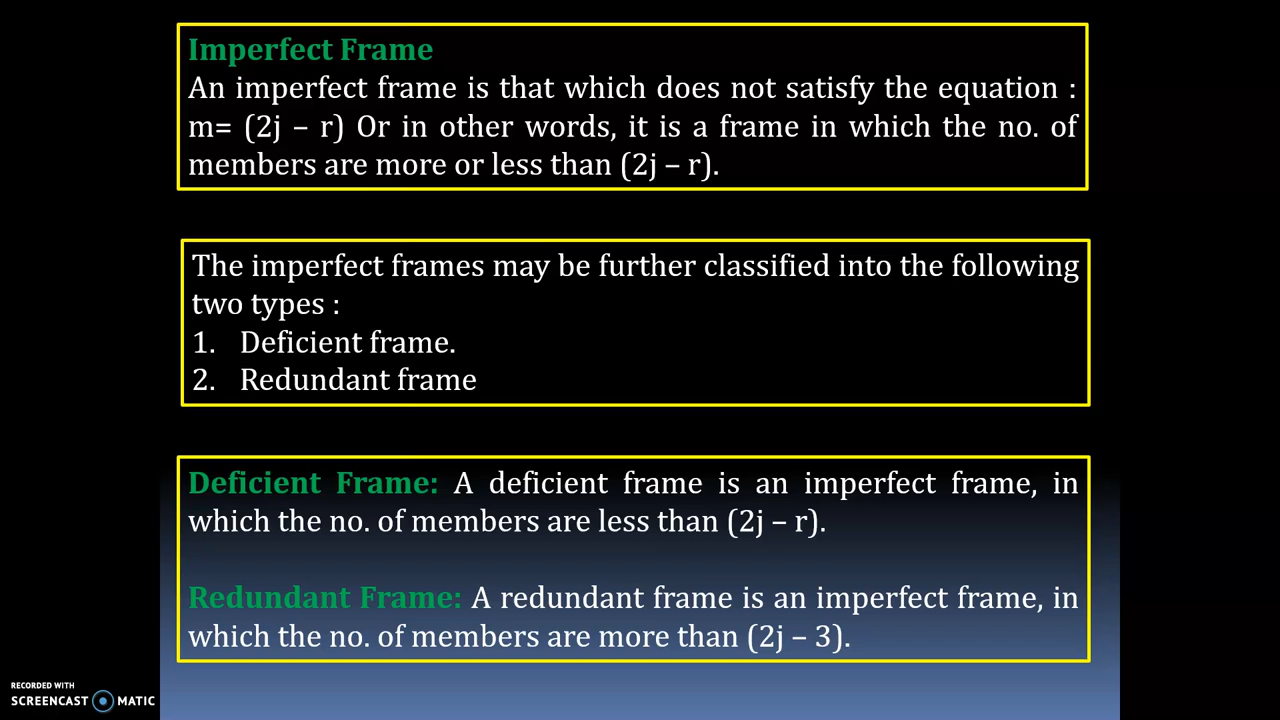 Imperfect Frame
An imperfect frame is that which does not satisfy the equation :
m= (2j – r) Or in other words, it is a frame in which the no. of
members are more or less than (2j – r).
The imperfect frames may be further classified into the following
two types :
1. Deficient frame.
2. Redundant frame
Deficient Frame: A deficient frame is an imperfect frame, in
which the no. of members are less than (2j – r).
Redundant Frame: A redundant frame is an imperfect frame, in
which the no. of members are more than (2j – 3).
RECORDED WITH
SCREENCAST MATIC